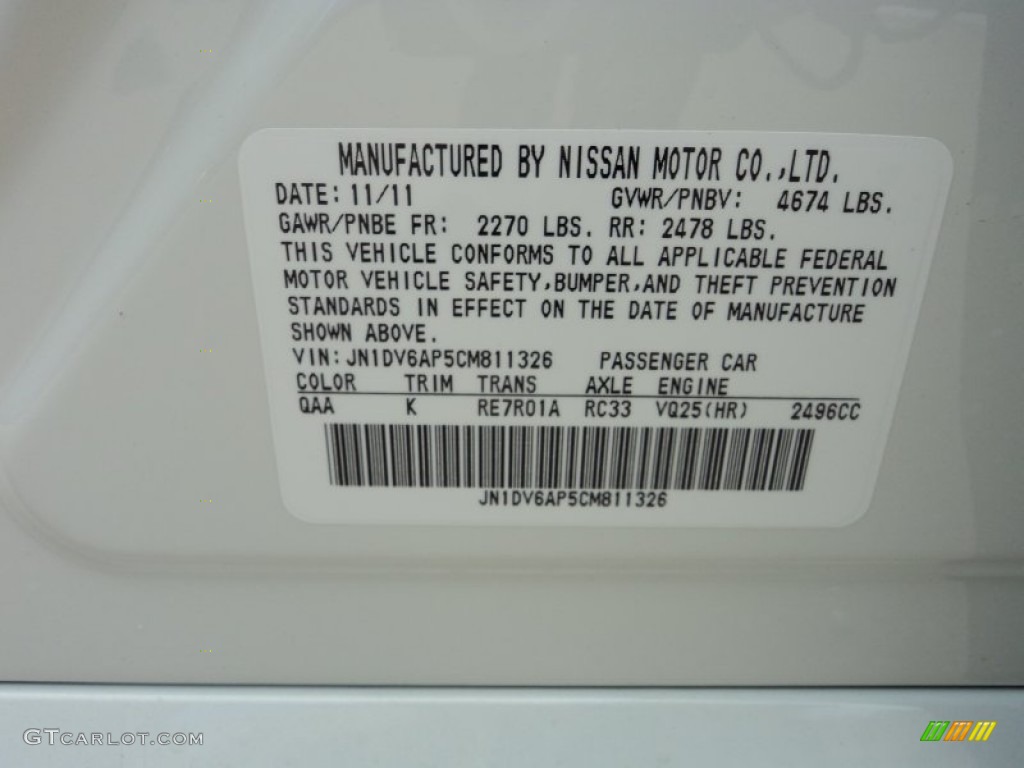 MANUFACTURED BY NISSAN MOTOR CO.,LTD.
DATE: 11/11 GVWR/PNBV: 4674 LBS.
GAWR/PNBE FR: 2270 LBS. RR: 2478 LBS.
THIS VEHICLE CONFORMS TO ALL APPLICABLE FEDERAL
MOTOR VEHICLE SAFETY,BUMPER,AND THEFT PREVENTION
STANDARDS IN EFFECT ON THE DATE OF MANUFACTURE
SHOWN ABOVE.
VIN: JN1DV6AP5CM811326 PASSENGER CAR
COLOR TRIM TRANS AXLE ENGINE
QAA K RE7R01A RC33 VQ25(HR) 2496CC
JN1DV6AP5CM811326
GTCARLOT.COM